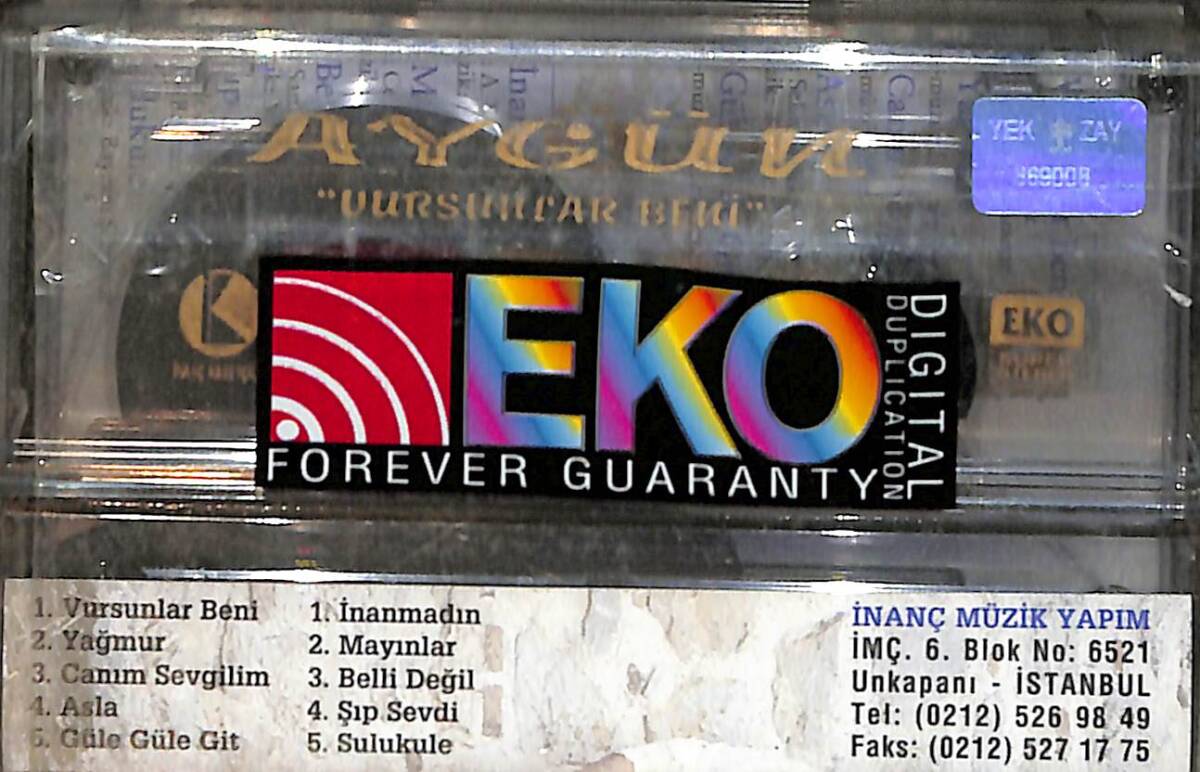 AYGÜN
"VURSUNLAR BENİ"
YEK ZAY
EKO
DIGITAL
DUPLICATION
FOREVER GUARANTY
EKO
1. Vursunlar Beni
2. Yağmur
3. Canım Sevgilim
4. Asla
5. Güle Güle Git
1. İnanmadın
2. Mayınlar
3. Belli Değil
4. Şıp Sevdi
5. Sulukule
İNANÇ MÜZİK YAPIM
İMÇ. 6. Blok No: 6521
Unkapanı - İSTANBUL
Tel: (0212) 526 98 49
Faks: (0212) 527 17 75